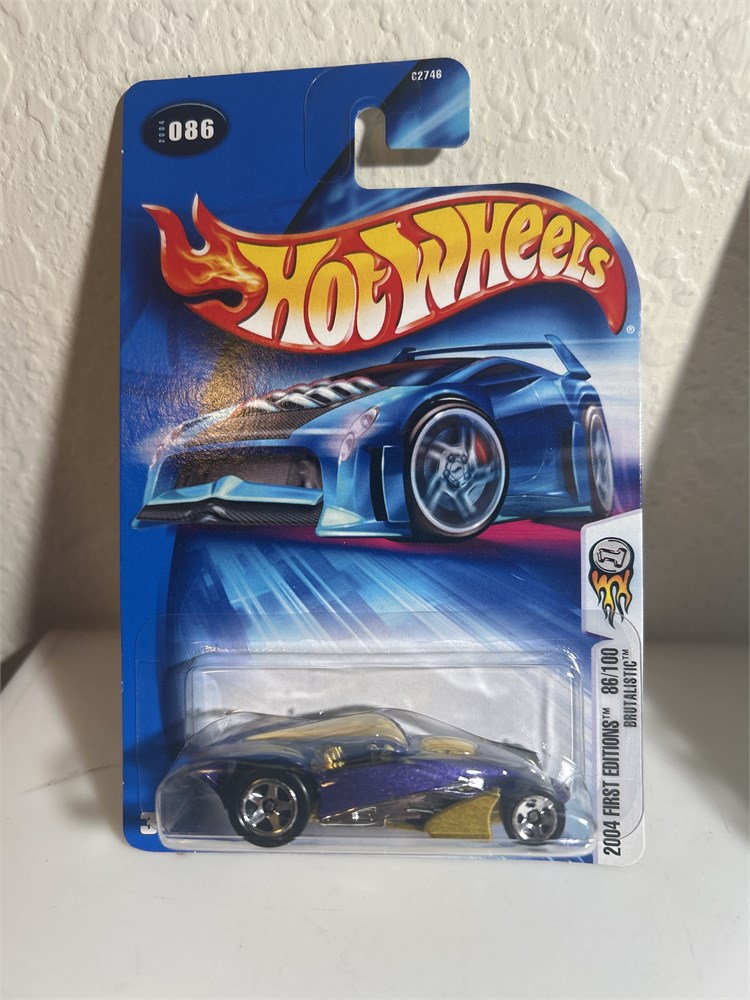 C2746
2004
086
HOT WHEELS®
2004 FIRST EDITIONS™ 86/100
BRUTALISTIC™